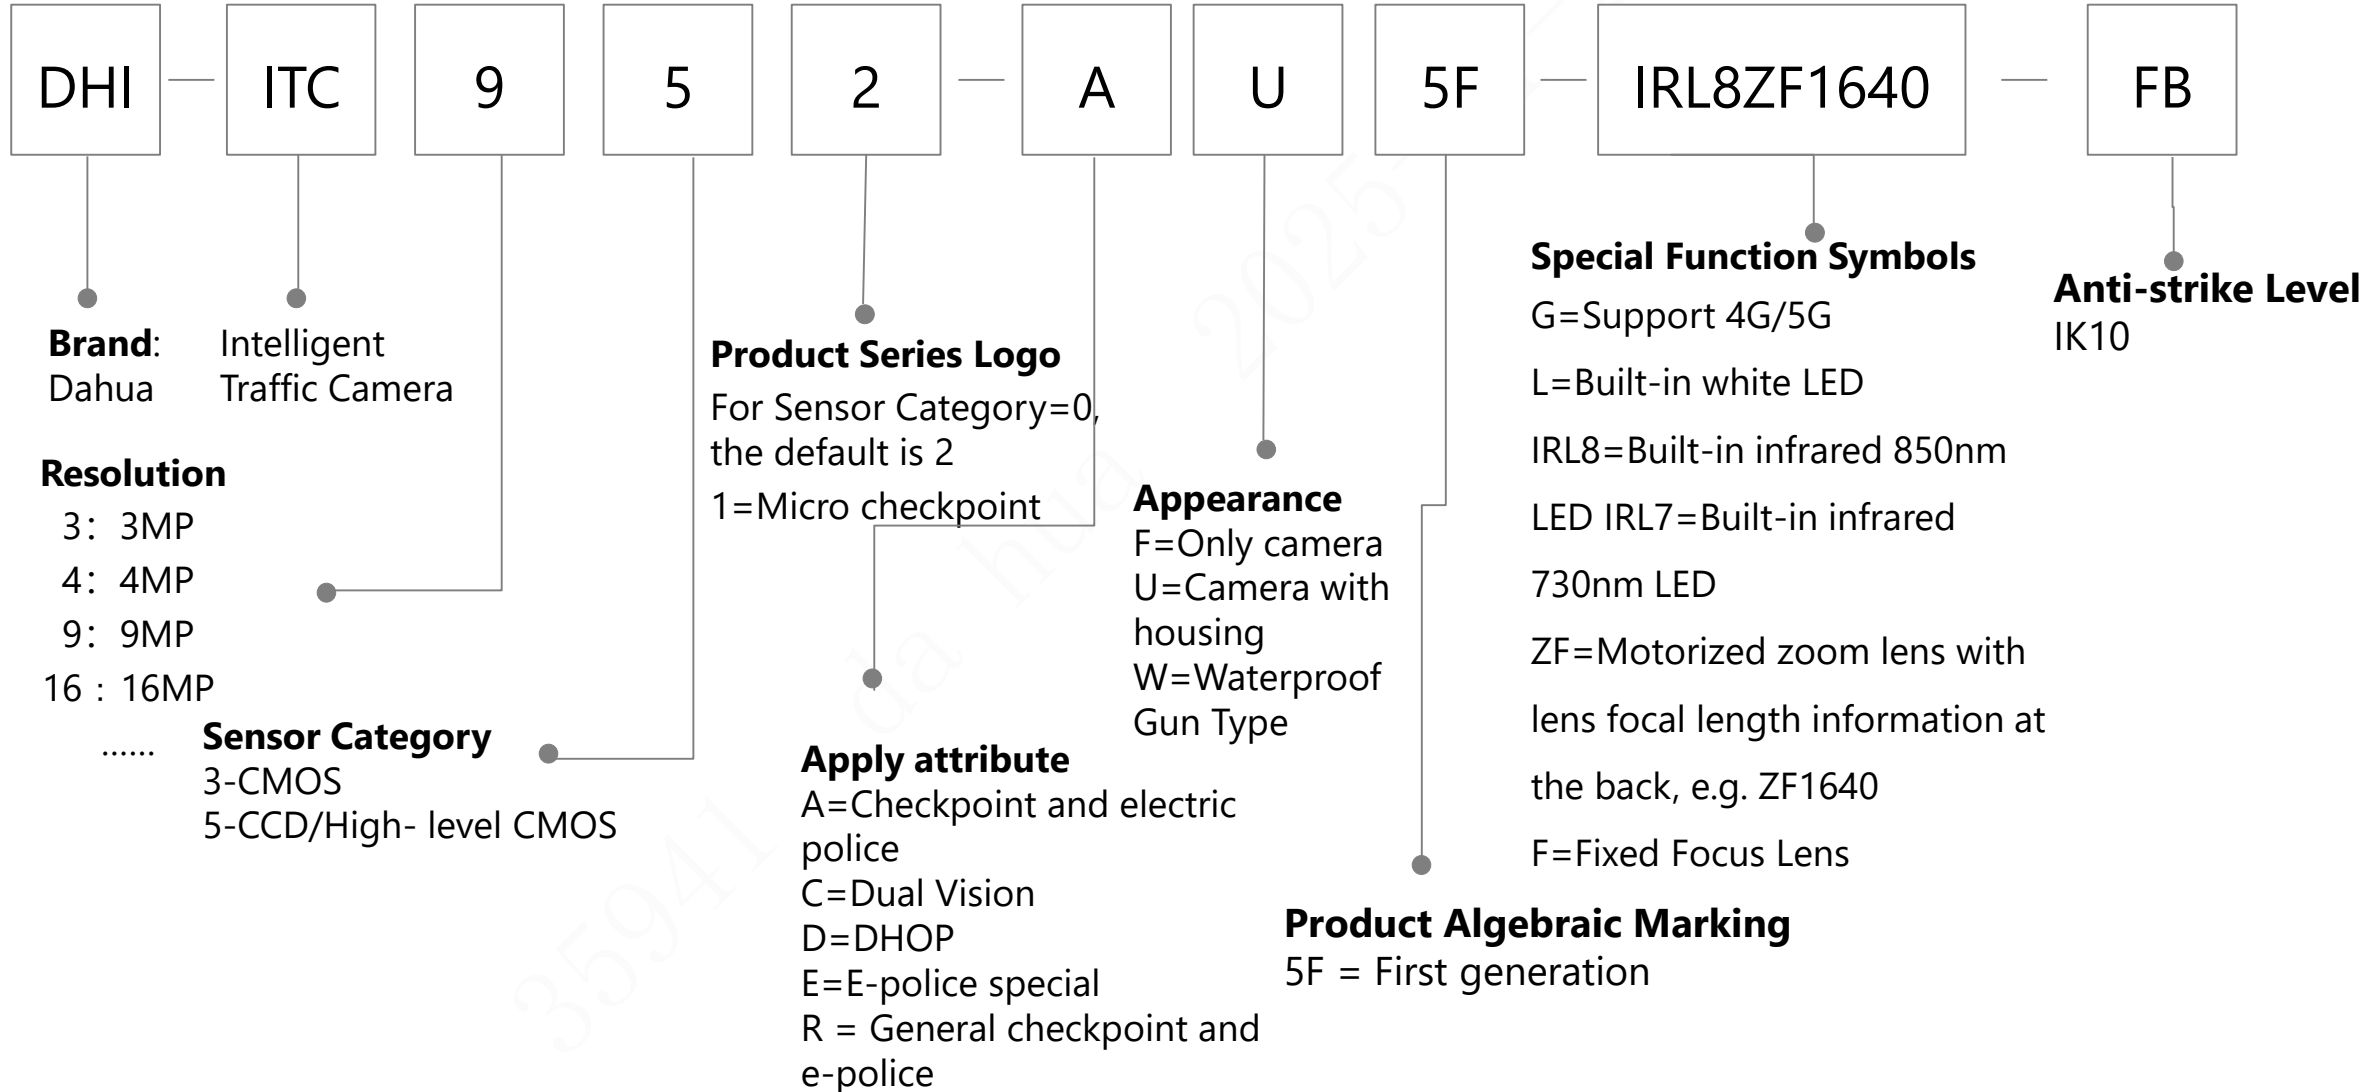 DHI — ITC 9 5 2 — A U 5F — IRL8ZF1640 — FB
Brand:
Dahua
Intelligent
Traffic Camera
Resolution
3：3MP
4：4MP
9：9MP
16 : 16MP
......
Sensor Category
3-CMOS
5-CCD/High- level CMOS
Product Series Logo
For Sensor Category=0,
the default is 2
1=Micro checkpoint
Apply attribute
A=Checkpoint and electric
police
C=Dual Vision
D=DHOP
E=E-police special
R = General checkpoint and
e-police
Appearance
F=Only camera
U=Camera with
housing
W=Waterproof
Gun Type
Product Algebraic Marking
5F = First generation
Special Function Symbols
G=Support 4G/5G
L=Built-in white LED
IRL8=Built-in infrared 850nm
LED IRL7=Built-in infrared
730nm LED
ZF=Motorized zoom lens with
lens focal length information at
the back, e.g. ZF1640
F=Fixed Focus Lens
Anti-strike Level
IK10
35941 da hua 2025-